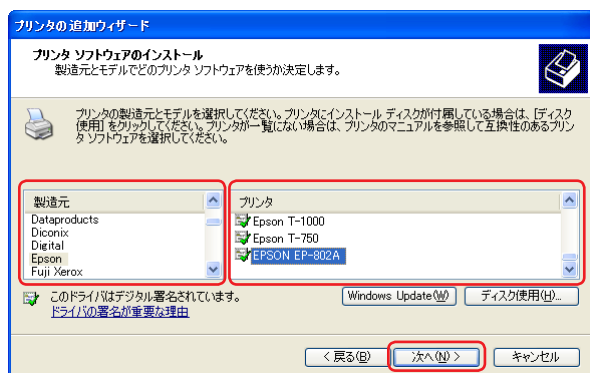 プリンタの追加ウィザード
プリンタ ソフトウェアのインストール
製造元とモデルでどのプリンタ ソフトウェアを使うか決定します。
プリンタの製造元とモデルを選択してください。プリンタにインストール ディスクが付属している場合は、[ディスク
使用] をクリックしてください。プリンタが一覧にない場合は、プリンタのマニュアルを参照して互換性のあるプリン
タ ソフトウェアを選択してください。
製造元
Dataproducts
Diconix
Digital
Epson
Fuji Xerox
プリンタ
Epson T-1000
Epson T-750
EPSON EP-802A
このドライバはデジタル署名されています。
ドライバの署名が重要な理由
Windows Update(W)
ディスク使用(H)...
< 戻る(B)
次へ(N) >
キャンセル